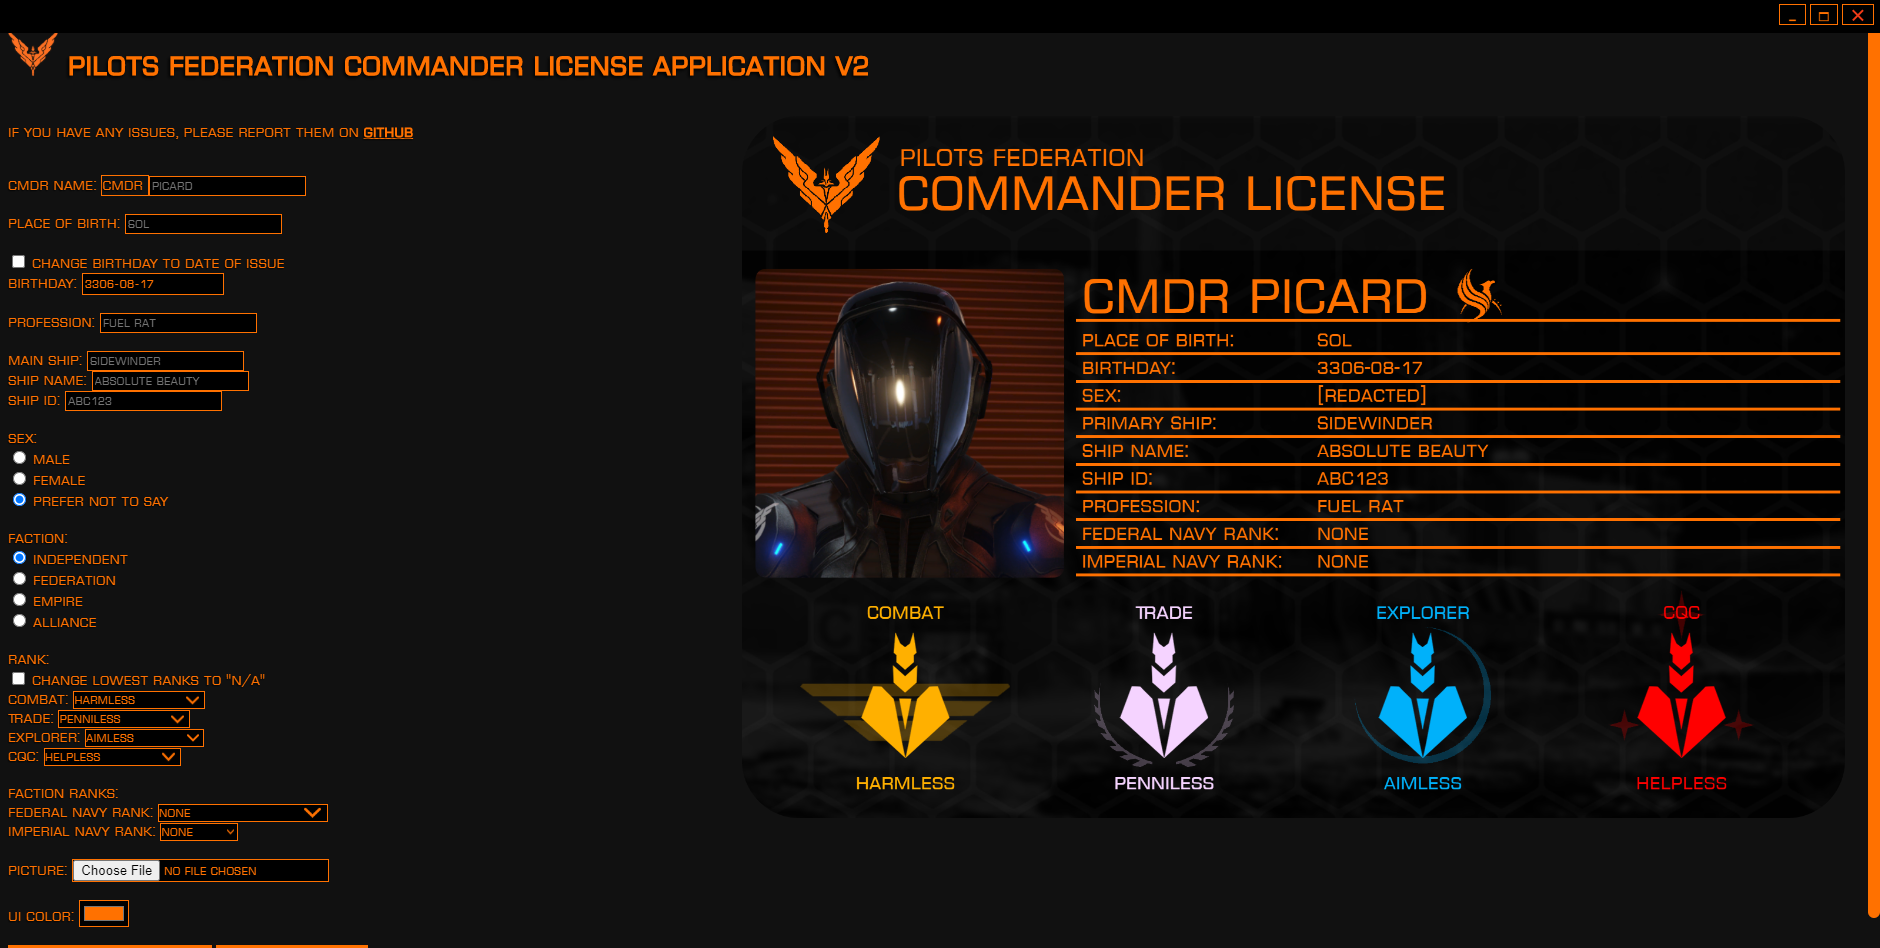 PILOTS FEDERATION COMMANDER LICENSE APPLICATION V2
IF YOU HAVE ANY ISSUES, PLEASE REPORT THEM ON GITHUB
CMDR NAME: CMDR PICARD
PLACE OF BIRTH: SOL
CHANGE BIRTHDAY TO DATE OF ISSUE
BIRTHDAY: 3306-08-17
PROFESSION: FUEL RAT
MAIN SHIP: SIDEWINDER
SHIP NAME: ABSOLUTE BEAUTY
SHIP ID: ABC123
SEX:
MALE
FEMALE
PREFER NOT TO SAY
FACTION:
INDEPENDENT
FEDERATION
EMPIRE
ALLIANCE
RANK:
CHANGE LOWEST RANKS TO "N/A"
COMBAT: HARMLESS
TRADE: PENNILESS
EXPLORER: AIMLESS
CQC: HELPLESS
FACTION RANKS:
FEDERAL NAVY RANK: NONE
IMPERIAL NAVY RANK: NONE
PICTURE: Choose File NO FILE CHOSEN
UI COLOR:
PILOTS FEDERATION
COMMANDER LICENSE
CMDR PICARD
PLACE OF BIRTH: SOL
BIRTHDAY: 3306-08-17
SEX: [REDACTED]
PRIMARY SHIP: SIDEWINDER
SHIP NAME: ABSOLUTE BEAUTY
SHIP ID: ABC123
PROFESSION: FUEL RAT
FEDERAL NAVY RANK: NONE
IMPERIAL NAVY RANK: NONE
COMBAT TRADE EXPLORER CQC
HARMLESS PENNILESS AIMLESS HELPLESS